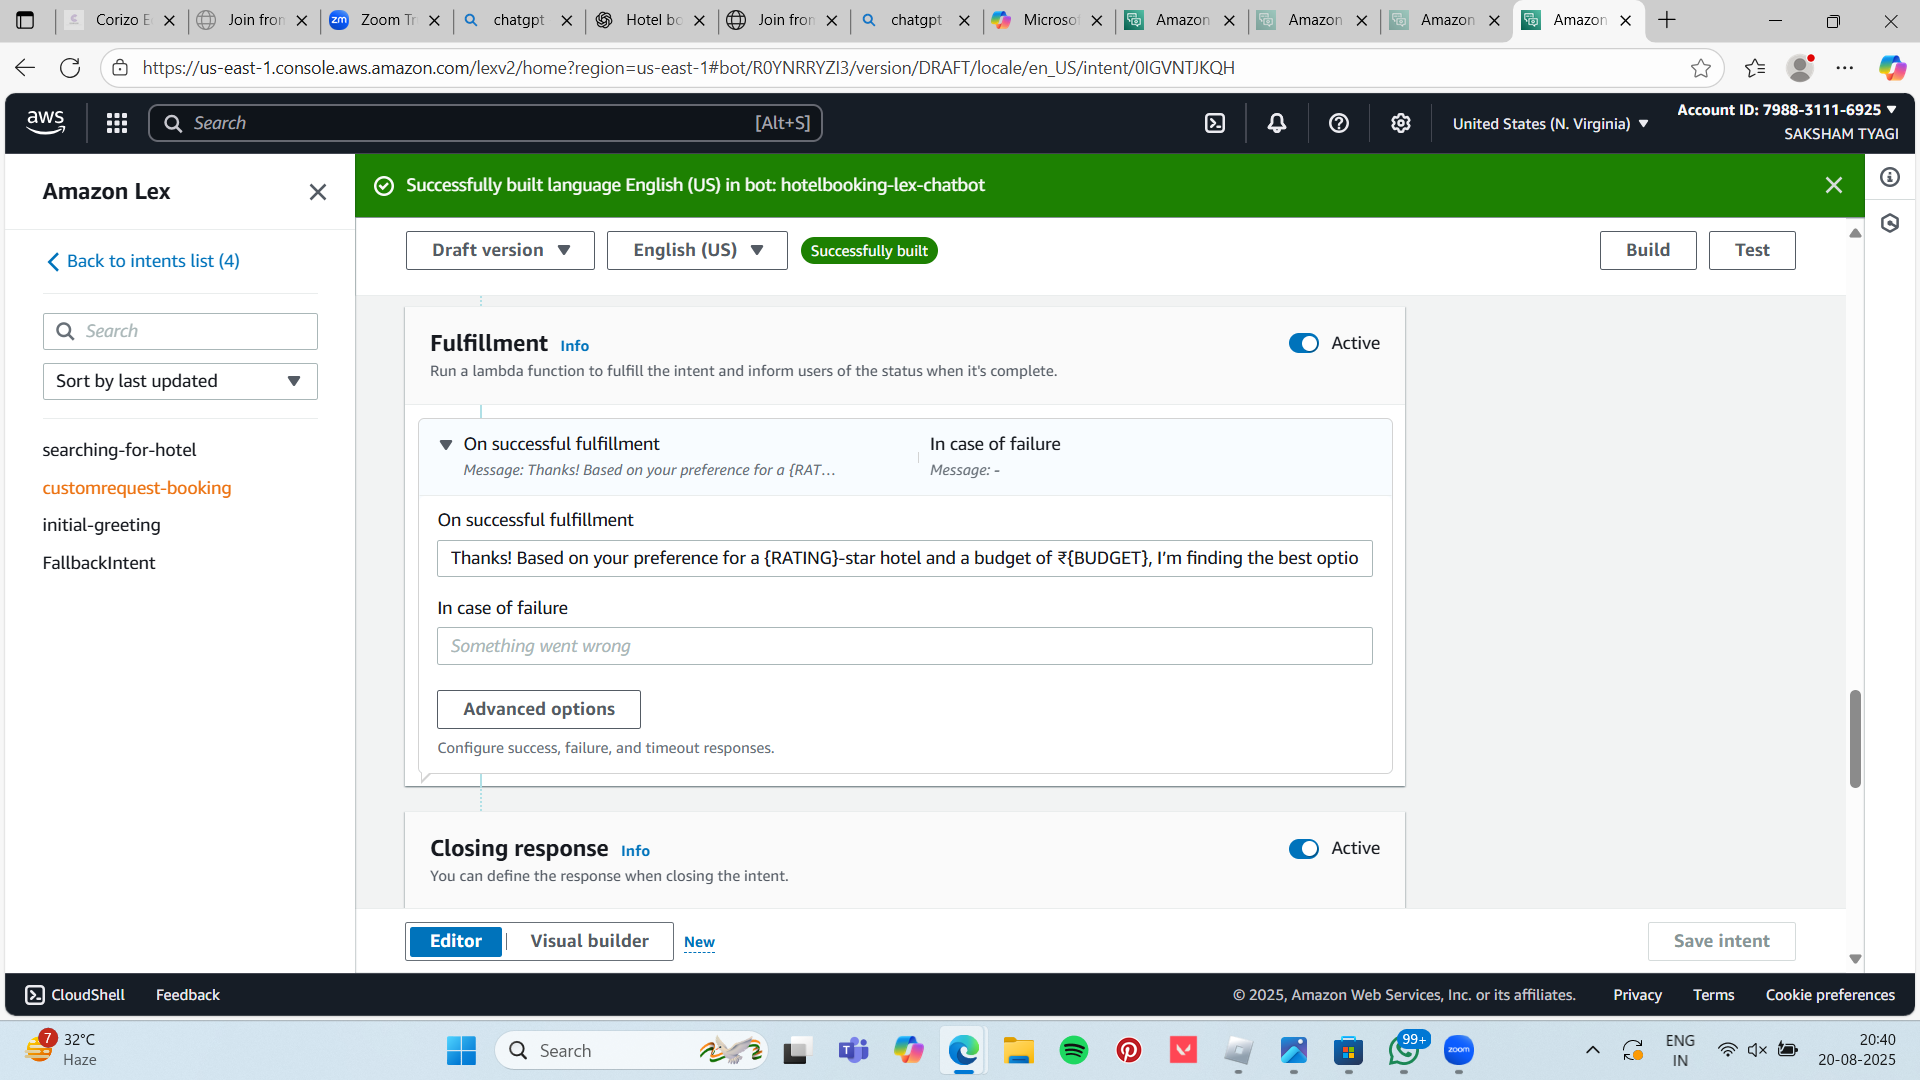 Corizo E
Join fron
Zoom Tr
chatgpt
Hotel bo
Join fron
chatgpt
Microsof
Amazon
Amazon
Amazon
Amazon
https://us-east-1.console.aws.amazon.com/lexv2/home?region=us-east-1#bot/R0YNRRYZI3/version/DRAFT/locale/en_US/intent/0IGVNTJKQH
aws
Search
[Alt+S]
United States (N. Virginia)
Account ID: 7988-3111-6925
SAKSHAM TYAGI
Amazon Lex
Successfully built language English (US) in bot: hotelbooking-lex-chatbot
Back to intents list (4)
Search
Sort by last updated
searching-for-hotel
customrequest-booking
initial-greeting
FallbackIntent
Draft version
English (US)
Successfully built
Build
Test
Fulfillment Info
Active
Run a lambda function to fulfill the intent and inform users of the status when it's complete.
On successful fulfillment
Message: Thanks! Based on your preference for a {RAT…
In case of failure
Message: -
On successful fulfillment
Thanks! Based on your preference for a {RATING}-star hotel and a budget of ₹{BUDGET}, I’m finding the best optio
In case of failure
Something went wrong
Advanced options
Configure success, failure, and timeout responses.
Closing response Info
Active
You can define the response when closing the intent.
Editor
Visual builder
New
Save intent
CloudShell
Feedback
© 2025, Amazon Web Services, Inc. or its affiliates.
Privacy
Terms
Cookie preferences
7
32°C
Haze
Search
99+
zoom
ENG
IN
20:40
20-08-2025